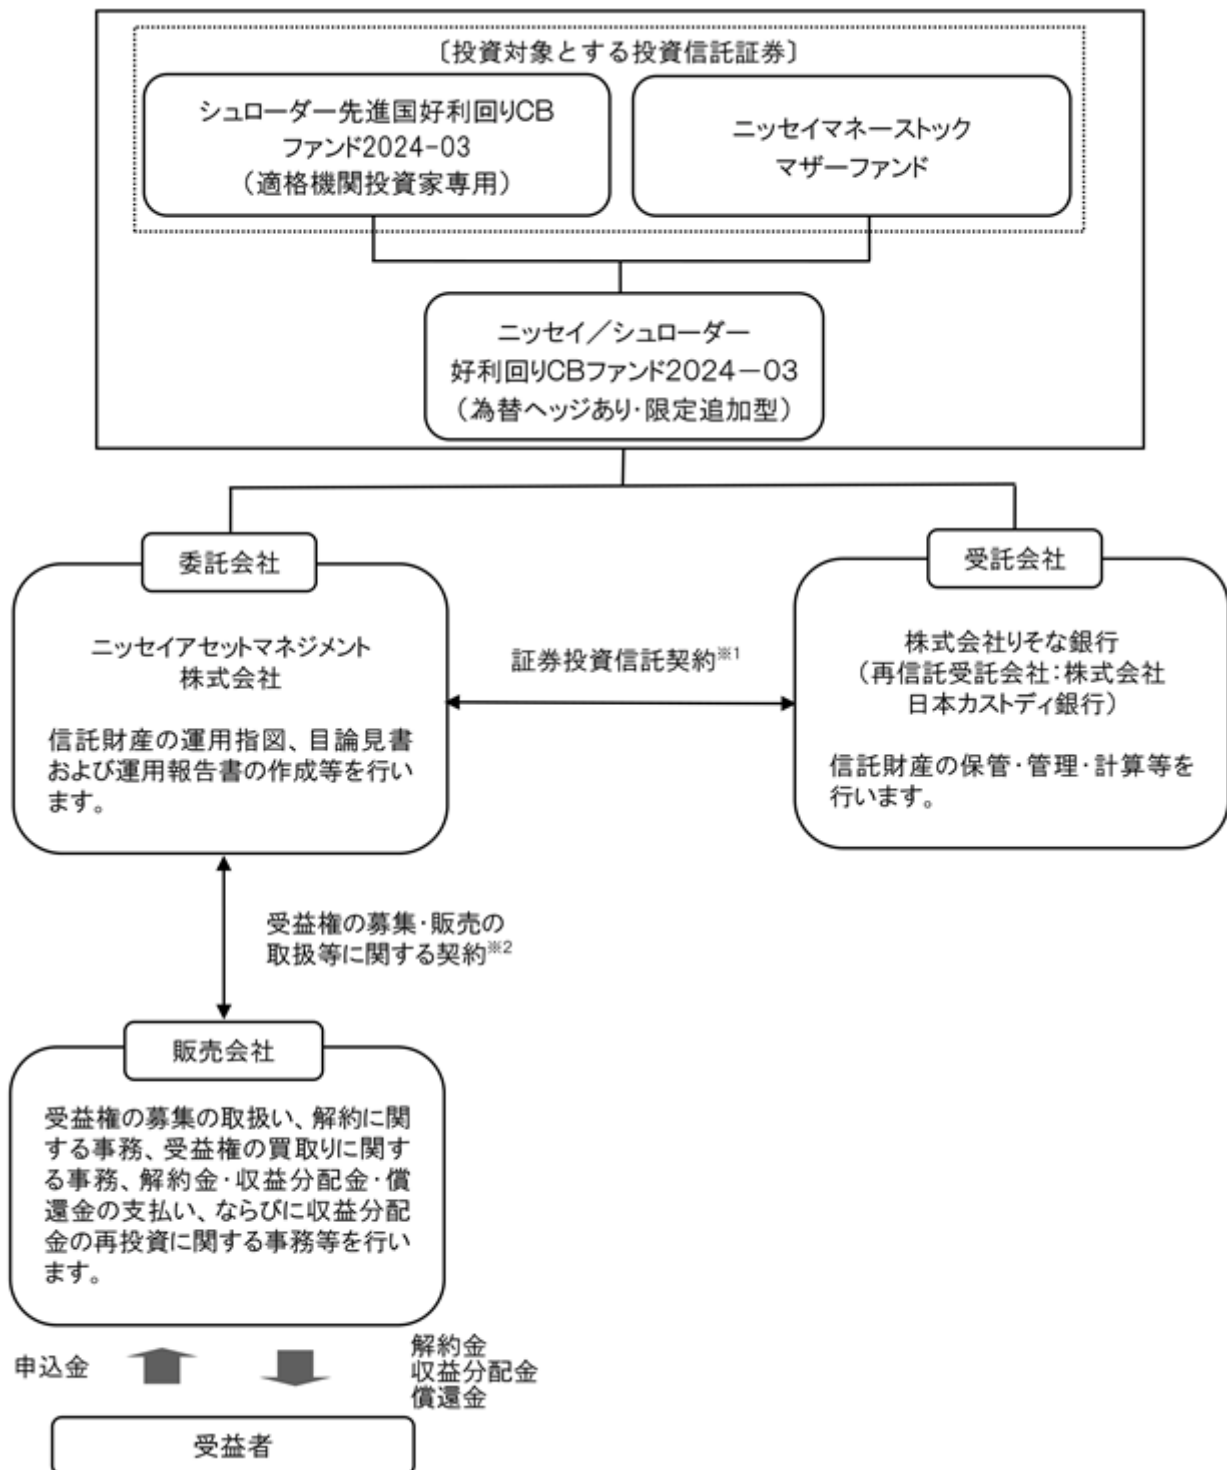 〔投資対象とする投資信託証券〕
シュローダー先進国好利回りCB
ファンド2024-03
（適格機関投資家専用）
ニッセイマネーストック
マザーファンド
ニッセイ／シュローダー
好利回りCBファンド2024－03
（為替ヘッジあり・限定追加型）
委託会社
ニッセイアセットマネジメント
株式会社
信託財産の運用指図、目論見書
および運用報告書の作成等を行い
ます。
証券投資信託契約※1
受託会社
株式会社りそな銀行
（再信託受託会社：株式会社
日本カストディ銀行）
信託財産の保管・管理・計算等を
行います。
受益権の募集・販売の
取扱等に関する契約※2
販売会社
受益権の募集の取扱い、解約に関
する事務、受益権の買取りに関す
る事務、解約金・収益分配金・償
還金の支払い、ならびに収益分配
金の再投資に関する事務等を行い
ます。
申込金
解約金
収益分配金
償還金
受益者